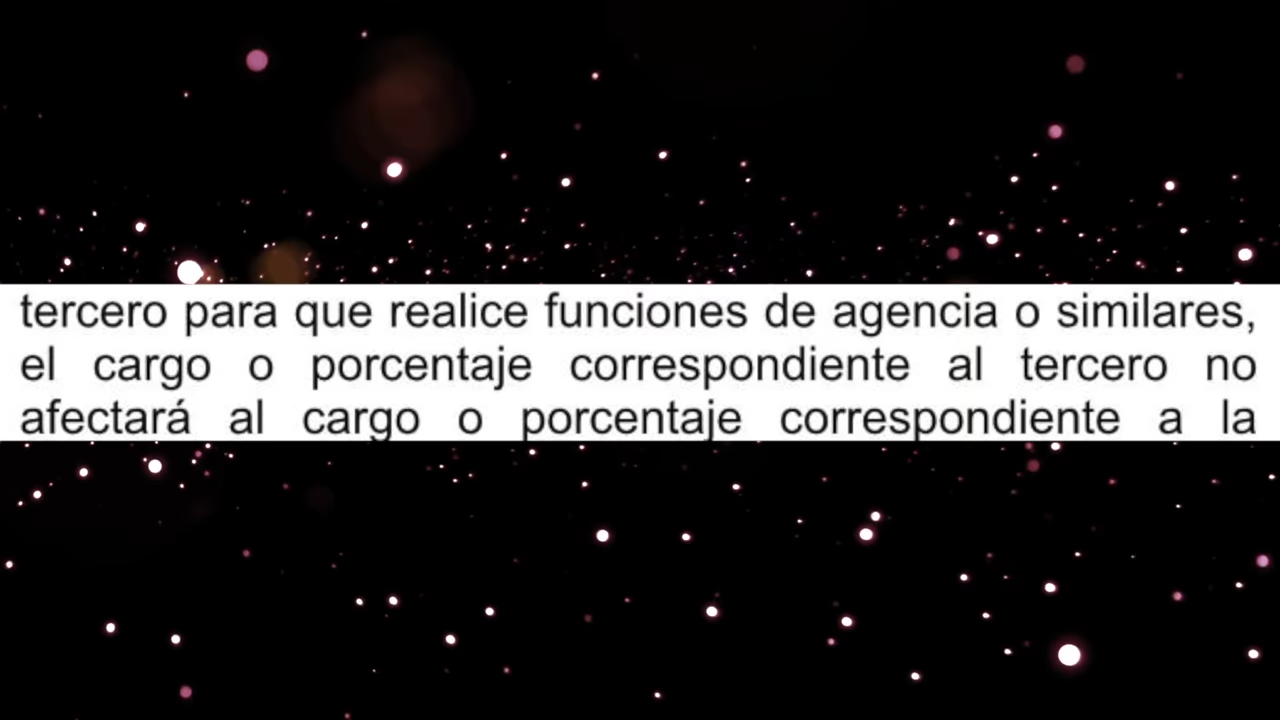 tercero para que realice funciones de agencia o similares,
el cargo o porcentaje correspondiente al tercero no
afectará al cargo o porcentaje correspondiente a la